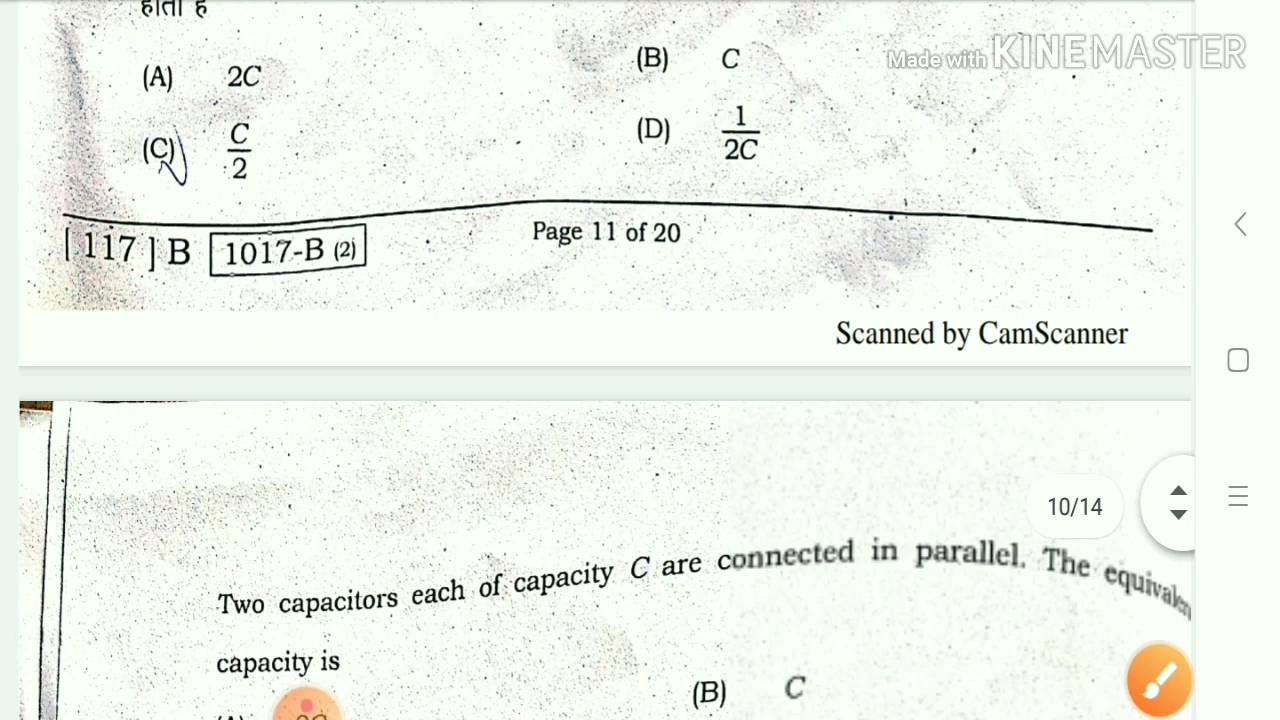 होता है
(A) 2C (B) C
Made with KINEMASTER
(C) C/2 (D) 1/2C
[ 117 ] B 1017-B (2) Page 11 of 20
Scanned by CamScanner
10/14
Two capacitors each of capacity C are connected in parallel. The
capacity is
(B) C